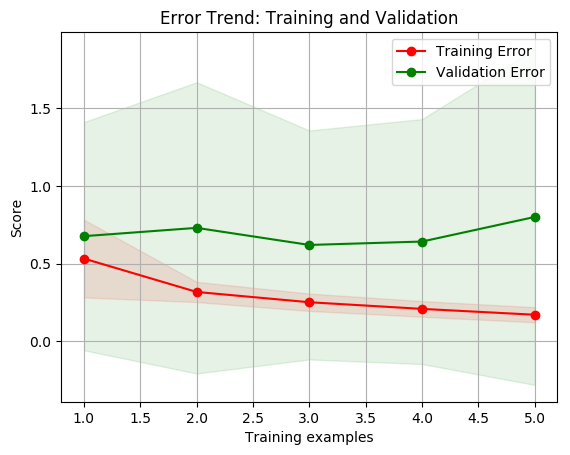 Error Trend: Training and Validation
Training Error
Validation Error
1.5
1.0
0.5
0.0
Score
1.0 1.5 2.0 2.5 3.0 3.5 4.0 4.5 5.0
Training examples